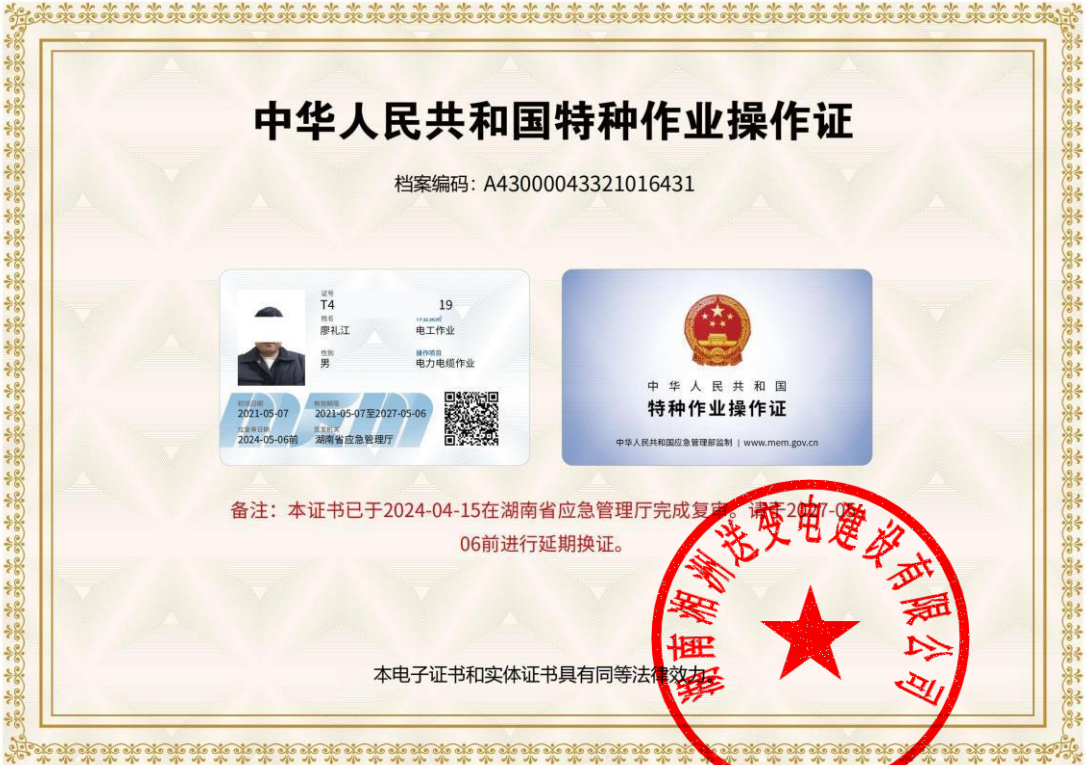 中华人民共和国特种作业操作证
档案编码：A43000043321016431
证号
T4 19
姓名
廖礼江
电工作业
性别
操作项目
男
电力电缆作业
初领日期
有效期限
2021-05-07
2021-05-07至2027-05-06
应复审日期
签发机关
2024-05-06前
湖南省应急管理厅
中华人民共和国
特种作业操作证
中华人民共和国应急管理部监制 | www.mem.gov.cn
备注：本证书已于2024-04-15在湖南省应急管理厅完成复审。请于2027-05-
06前进行延期换证。
本电子证书和实体证书具有同等法律效力。
湖南湘洲送变电建设有限公司